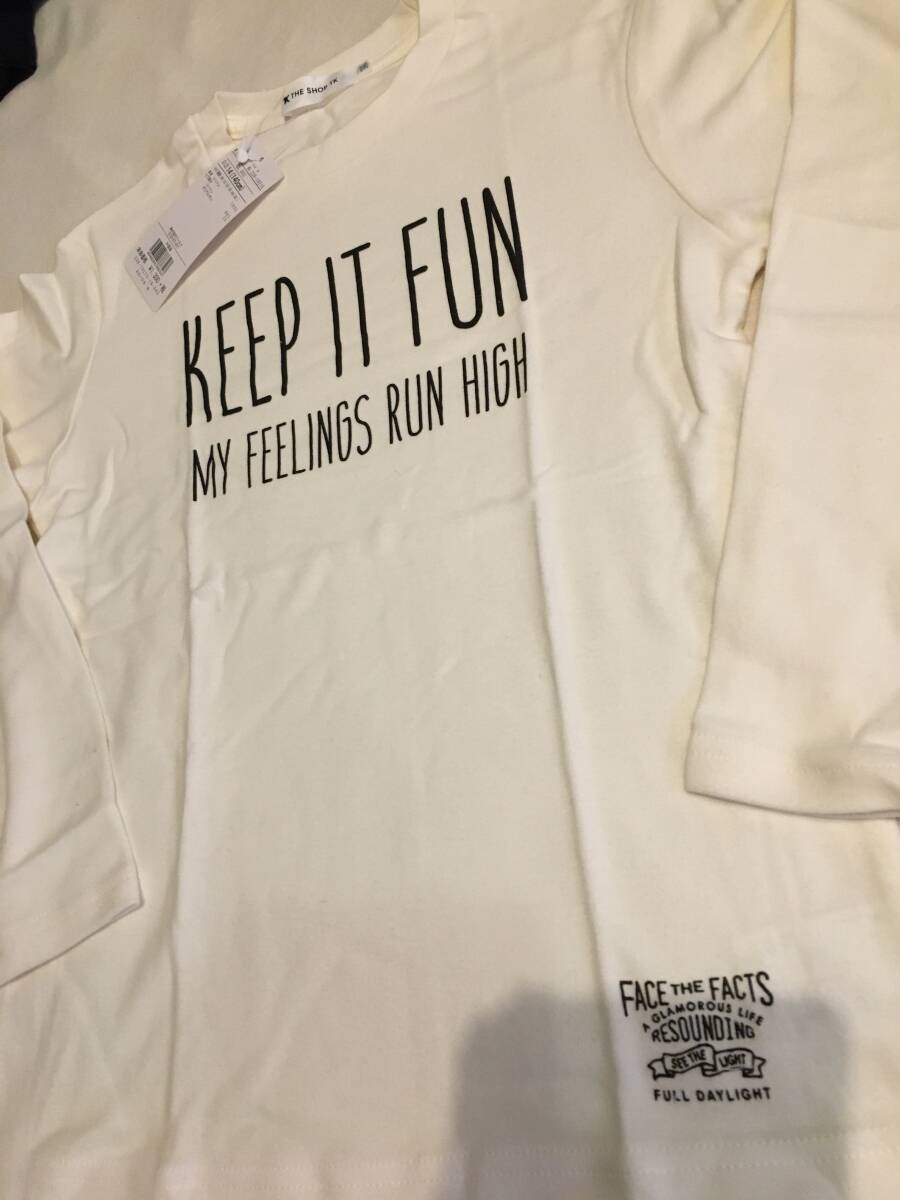 THE SHOP TK
KEEP IT FUN
MY FEELINGS RUN HIGH
FACE THE FACTS
A GLAMOROUS LIFE
RESOUNDING
SEE THE LIGHT
FULL DAYLIGHT